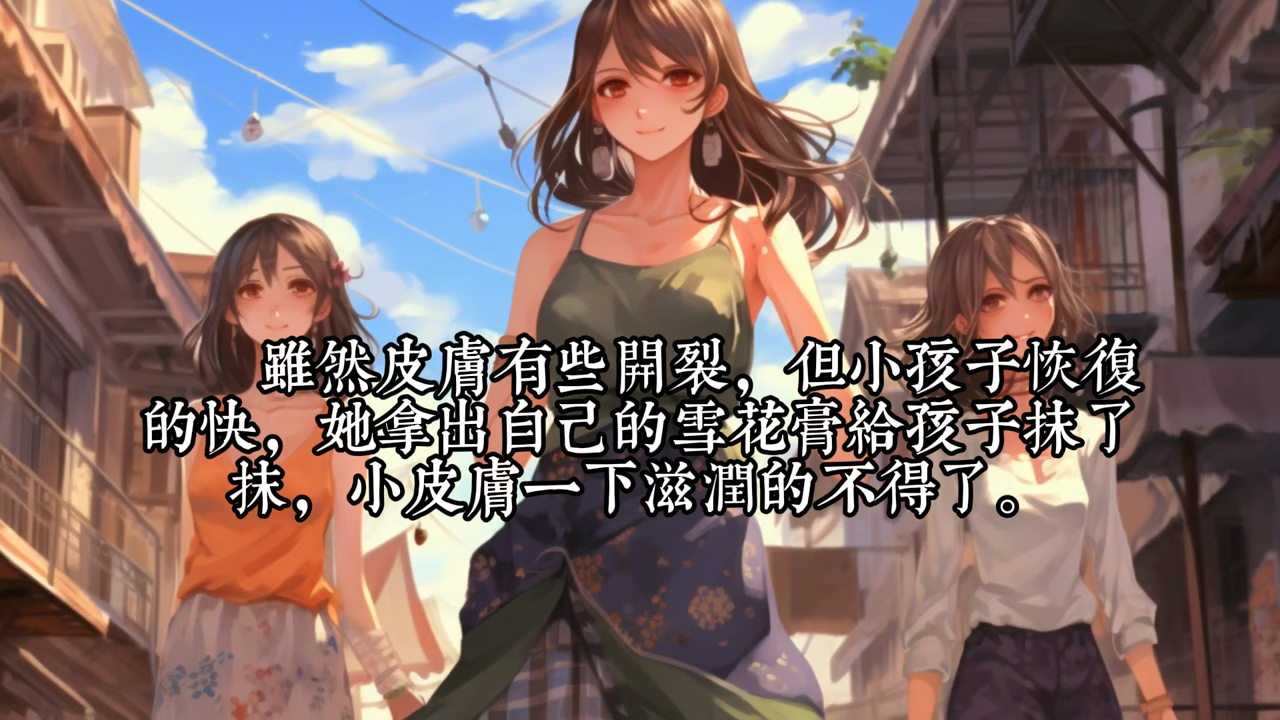 雖然皮膚有些開裂，但小孩子恢復
的快，她拿出自己的雪花膏給孩子抹了
抹，小皮膚一下滋潤的不得了。